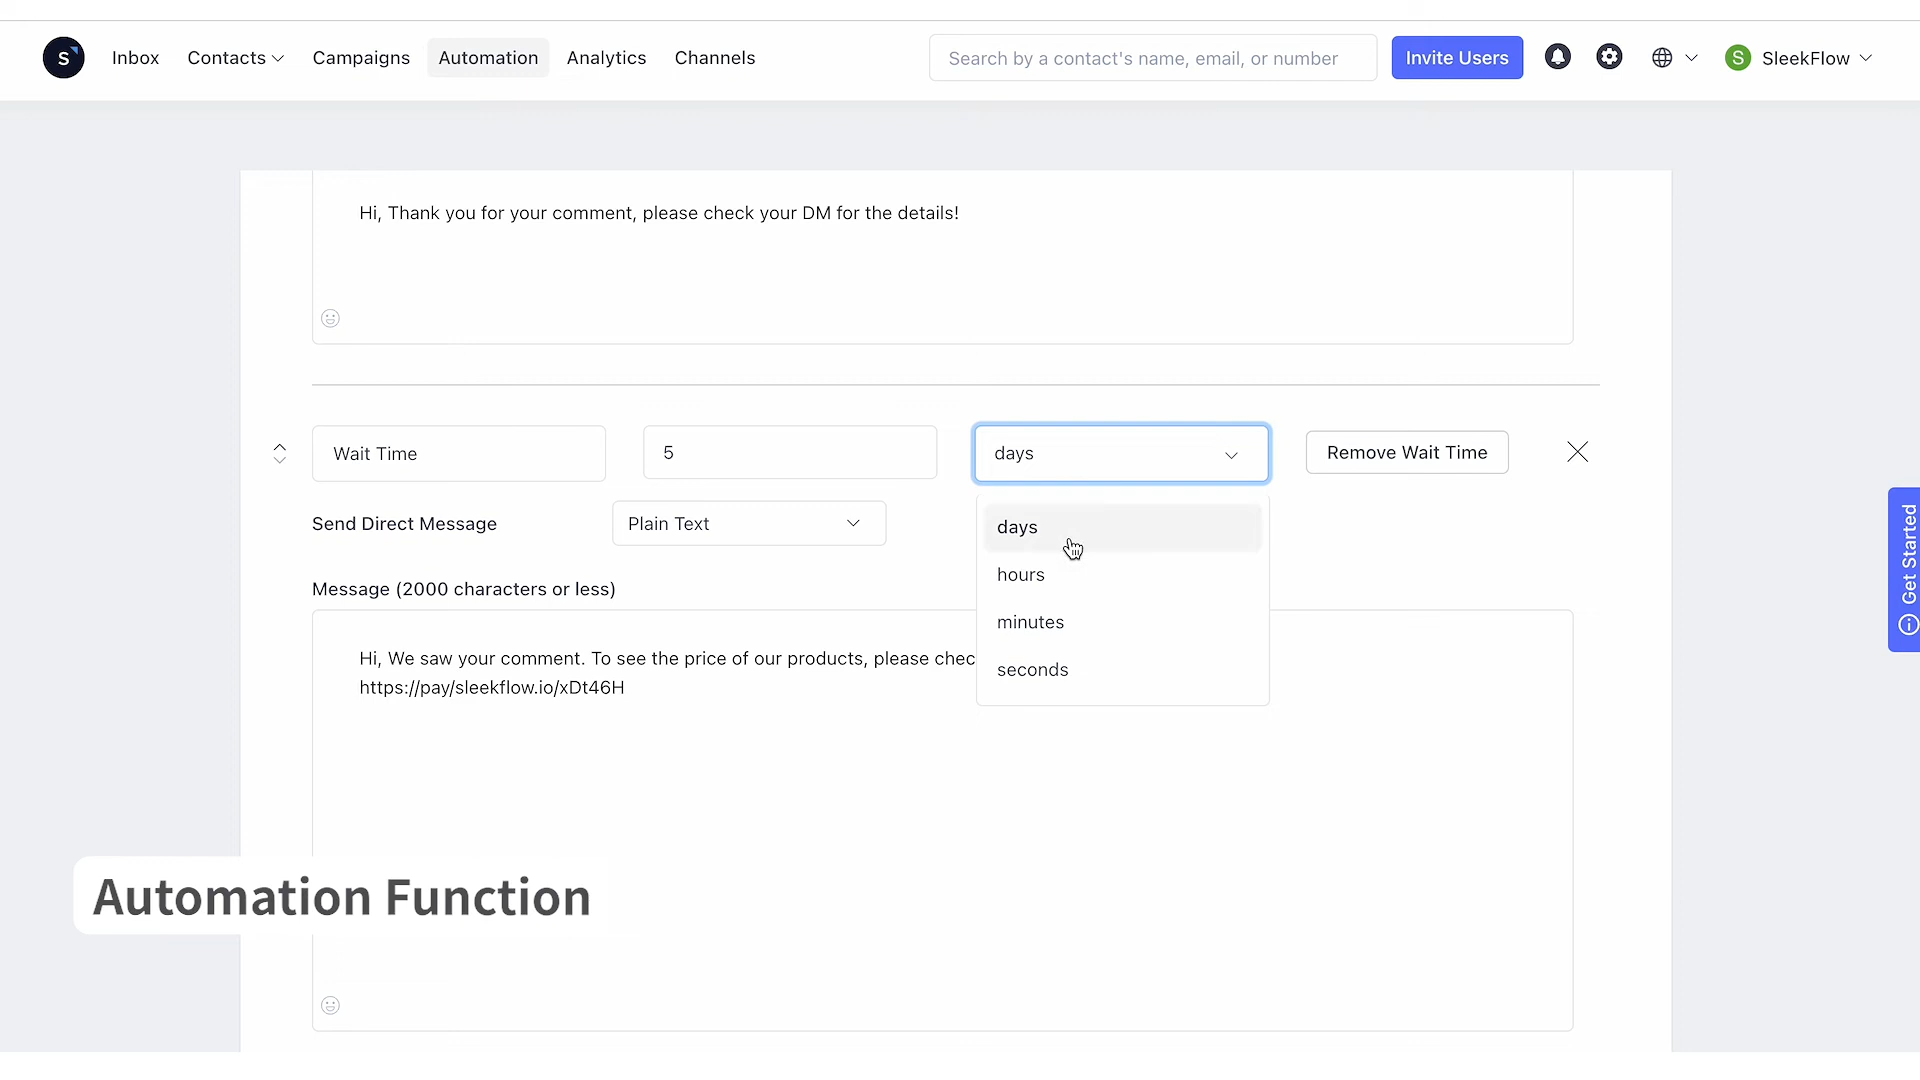 S Inbox Contacts Campaigns Automation Analytics Channels Search by a contact's name, email, or number Invite Users S SleekFlow
Hi, Thank you for your comment, please check your DM for the details!
Wait Time 5 days Remove Wait Time
Send Direct Message Plain Text
days
hours
minutes
seconds
Message (2000 characters or less)
Hi, We saw your comment. To see the price of our products, please chec
https://pay/sleekflow.io/xDt46H
Get Started
Automation Function